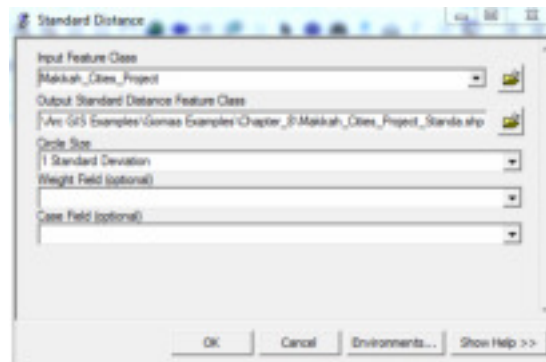 Standard Distance
Input Feature Class
Makkah_Cities_Project
Output Standard Distance Feature Class
\Arc GIS Examples\Gomaa Examples\Chapter_8\Makkah_Cities_Project_Standa.shp
Circle Size
1 Standard Deviation
Weight Field (optional)
Case Field (optional)
OK
Cancel
Environments...
Show Help >>